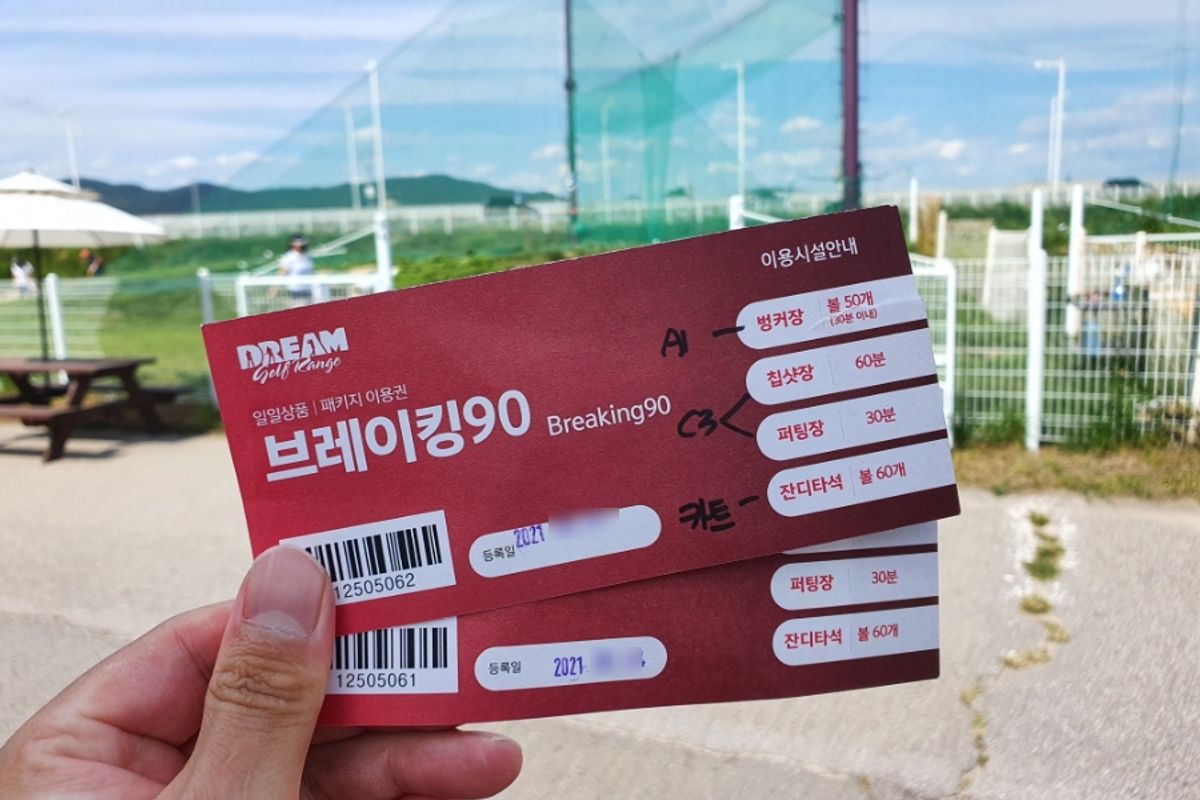 이용시설안내
DREAM
Golf Range
일일상품 | 패키지 이용권
브레이킹90 Breaking90
A1 - 벙커장 볼 50개
(30분 이내)
칩샷장 60분
C3 < 퍼팅장 30분
카트 - 잔디타석 볼 60개
등록일 2021
12505062
퍼팅장 30분
잔디타석 볼 60개
등록일 2021
12505061